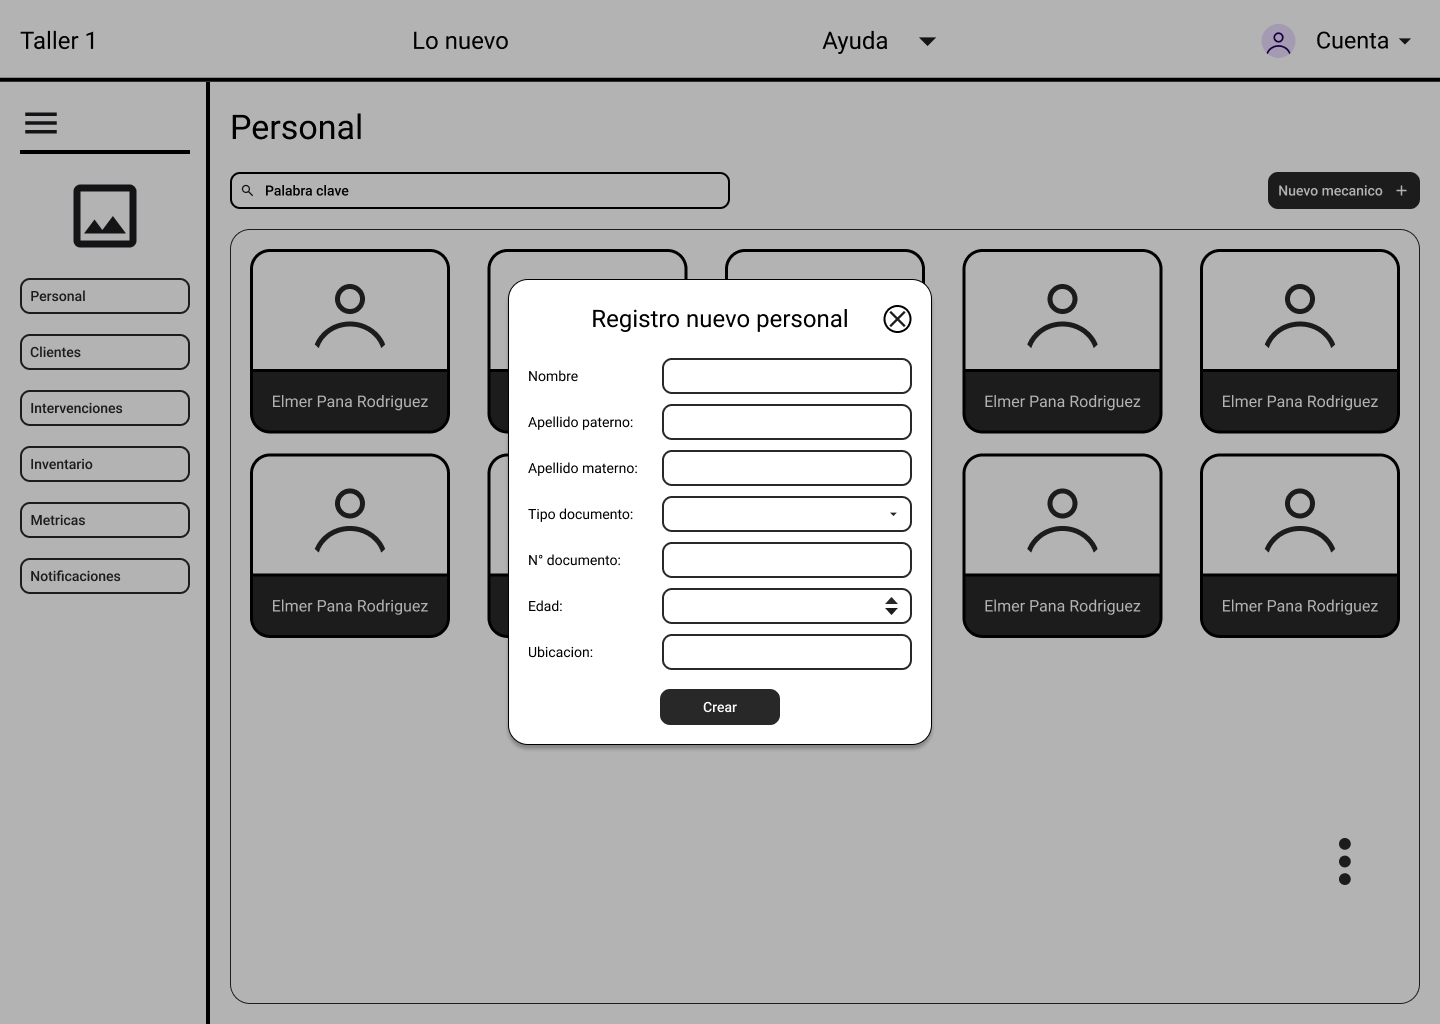 Taller 1
Lo nuevo
Ayuda
Cuenta
Personal
Palabra clave
Nuevo mecanico
Personal
Clientes
Intervenciones
Inventario
Metricas
Notificaciones
Elmer Pana Rodriguez
Elmer Pana Rodriguez
Elmer Pana Rodriguez
Elmer Pana Rodriguez
Elmer Pana Rodriguez
Elmer Pana Rodriguez
Registro nuevo personal
Nombre
Apellido paterno:
Apellido materno:
Tipo documento:
N° documento:
Edad:
Ubicacion:
Crear